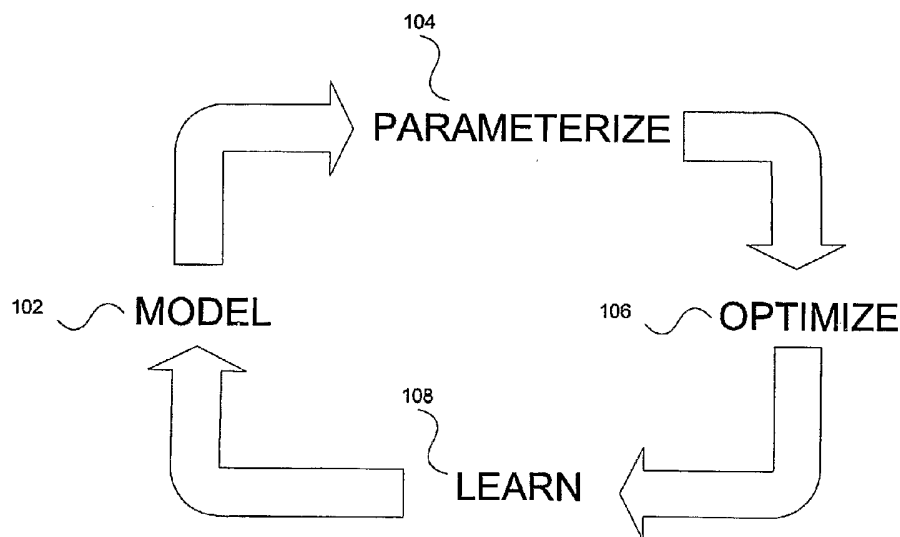 104
PARAMETERIZE
102
MODEL
106
OPTIMIZE
108
LEARN